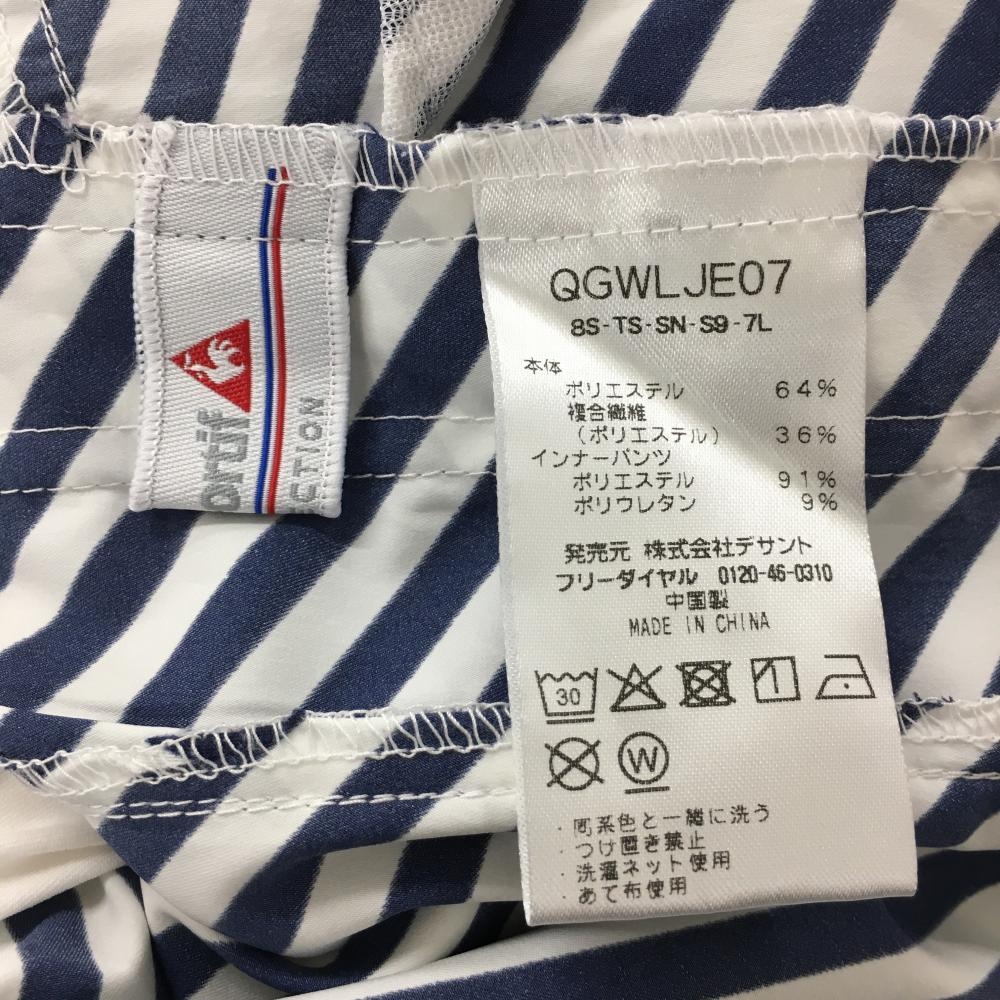 ortif
ECTION
QGWLJE07
8S-TS-SN-S9-7L
本体
ポリエステル 64%
複合繊維
(ポリエステル) 36%
インナーパンツ
ポリエステル 91%
ポリウレタン 9%
発売元 株式会社デサント
フリーダイヤル 0120-46-0310
中国製
MADE IN CHINA
30
W
・同系色と一緒に洗う
・つけ置き禁止
・洗濯ネット使用
・あて布使用